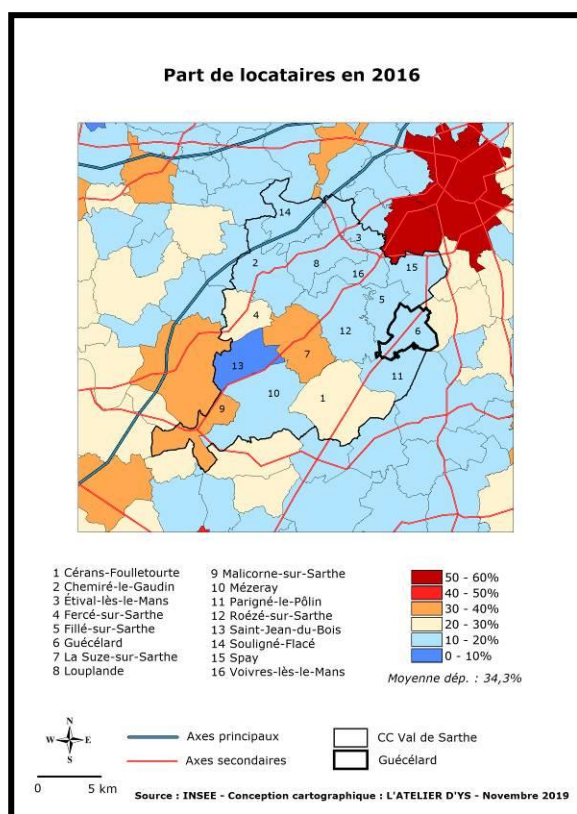 Part de locataires en 2016
14
3
2
8
15
16
5
4
12
6
7
13
11
10
1
9
1 Cérans-Foulletourte
2 Chemiré-le-Gaudin
3 Étival-lès-le Mans
4 Fercé-sur-Sarthe
5 Fillé-sur-Sarthe
6 Guécélard
7 La Suze-sur-Sarthe
8 Louplande
9 Malicorne-sur-Sarthe
10 Mézeray
11 Parigné-le-Pôlin
12 Roézé-sur-Sarthe
13 Saint-Jean-du-Bois
14 Souligné-Flacé
15 Spay
16 Voivres-lès-le-Mans
50 - 60%
40 - 50%
30 - 40%
20 - 30%
10 - 20%
0 - 10%
Moyenne dép. : 34,3%
N
W E
S
0 5 km
Axes principaux
Axes secondaires
CC Val de Sarthe
Guécélard
Source : INSEE - Conception cartographique : L'ATELIER D'YS - Novembre 2019